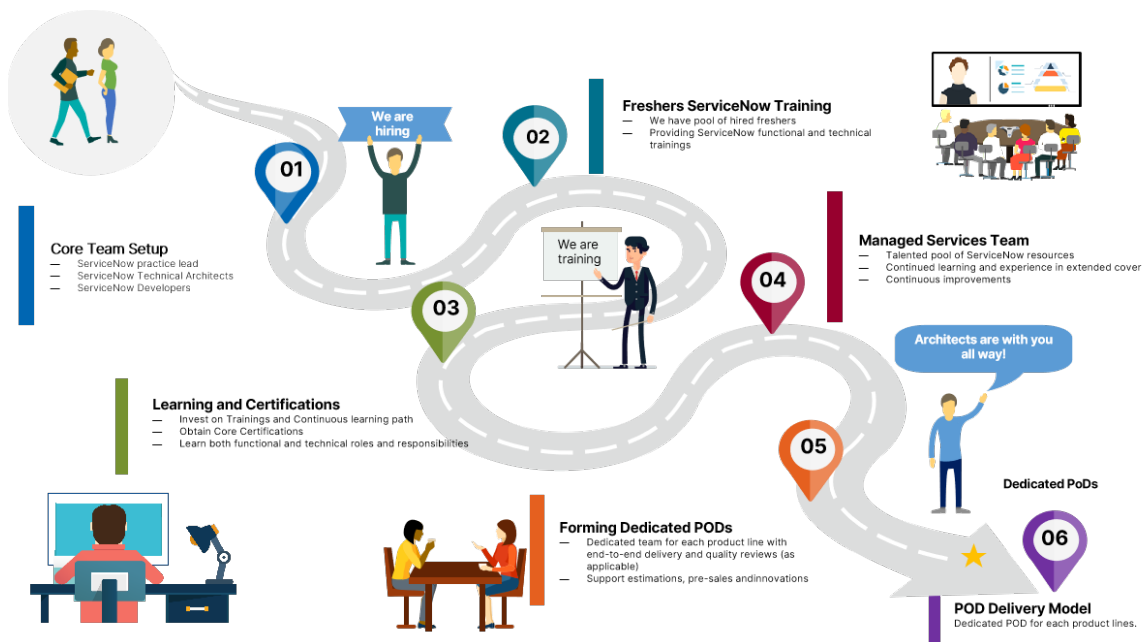 01
Core Team Setup
— ServiceNow practice lead
— ServiceNow Technical Architects
— ServiceNow Developers
We are
hiring
02
Freshers ServiceNow Training
— We have pool of hired freshers
— Providing ServiceNow functional and technical
trainings
We are
training
03
Learning and Certifications
— Invest on Trainings and Continuous learning path
— Obtain Core Certifications
— Learn both functional and technical roles and responsibilities
04
Managed Services Team
— Talented pool of ServiceNow resources
— Continued learning and experience in extended cover
— Continuous improvements
Architects are with you
all way!
05
Forming Dedicated PODs
— Dedicated team for each product line with
end-to-end delivery and quality reviews (as
applicable)
— Support estimations, pre-sales andinnovations
Dedicated PoDs
06
POD Delivery Model
Dedicated POD for each product lines.